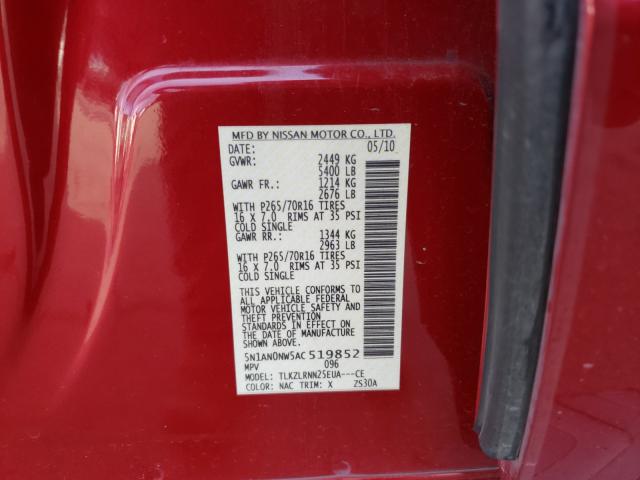 MFD BY NISSAN MOTOR CO., LTD.
DATE: 05/10
GVWR: 2449 KG
5400 LB
GAWR FR.: 1214 KG
2676 LB
WITH P265/70R16 TIRES
16 X 7.0 RIMS AT 35 PSI
COLD SINGLE
GAWR RR.: 1344 KG
2963 LB
WITH P265/70R16 TIRES
16 X 7.0 RIMS AT 35 PSI
COLD SINGLE
THIS VEHICLE CONFORMS TO
ALL APPLICABLE FEDERAL
MOTOR VEHICLE SAFETY AND
THEFT PREVENTION
STANDARDS IN EFFECT ON
THE DATE OF MANUFACTURE
5N1AN0NW5AC 519852
MPV 096
MODEL: TLKZLRNN25EUA---CE
COLOR: NAC TRIM: X ZS30A